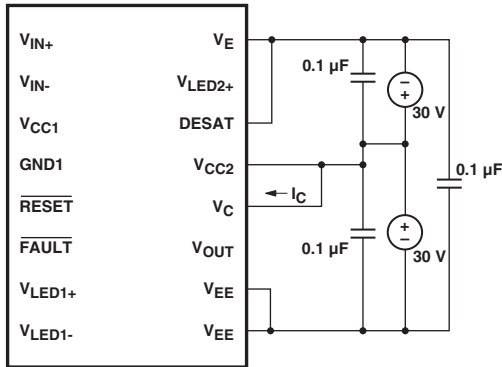 V_IN+ V_E
0.1 µF
V_IN- V_LED2+
30 V
V_CC1 DESAT
GND1 V_CC2
0.1 µF
RESET V_C I_C
0.1 µF
FAULT V_OUT
30 V
V_LED1+ V_EE
V_LED1- V_EE